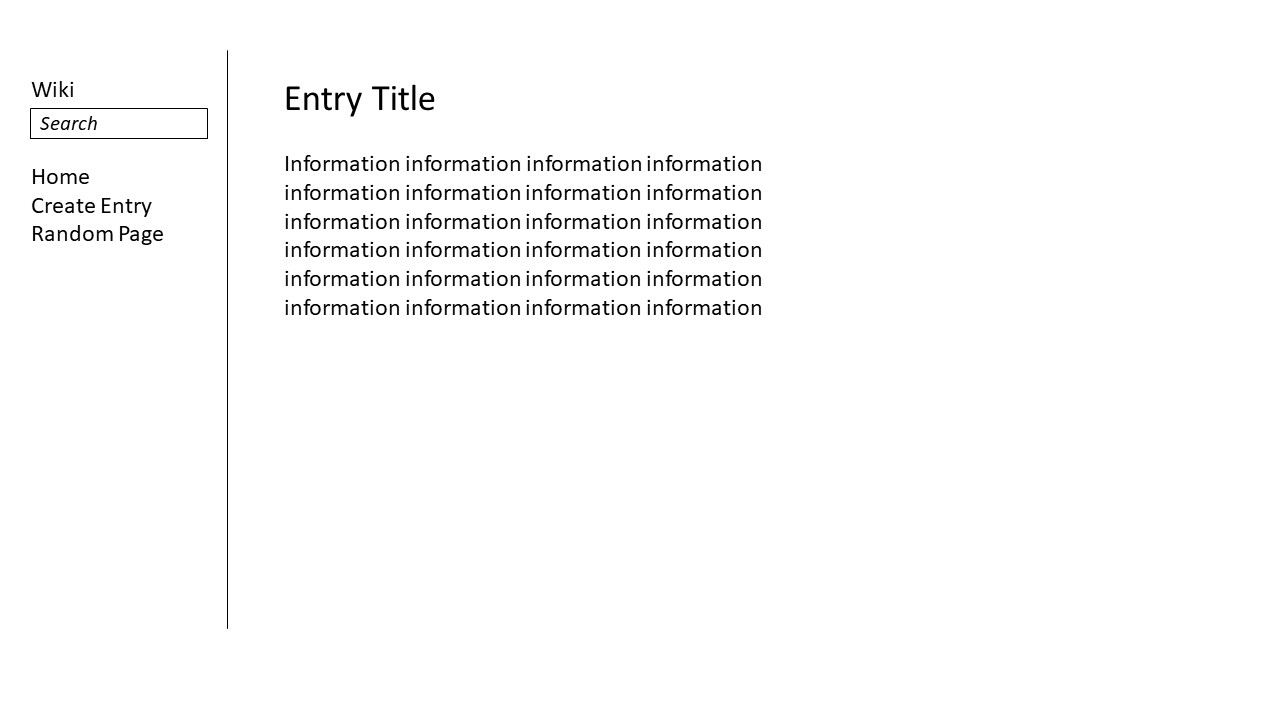 Wiki
Search
Home
Create Entry
Random Page
Entry Title
Information information information information
information information information information
information information information information
information information information information
information information information information
information information information information